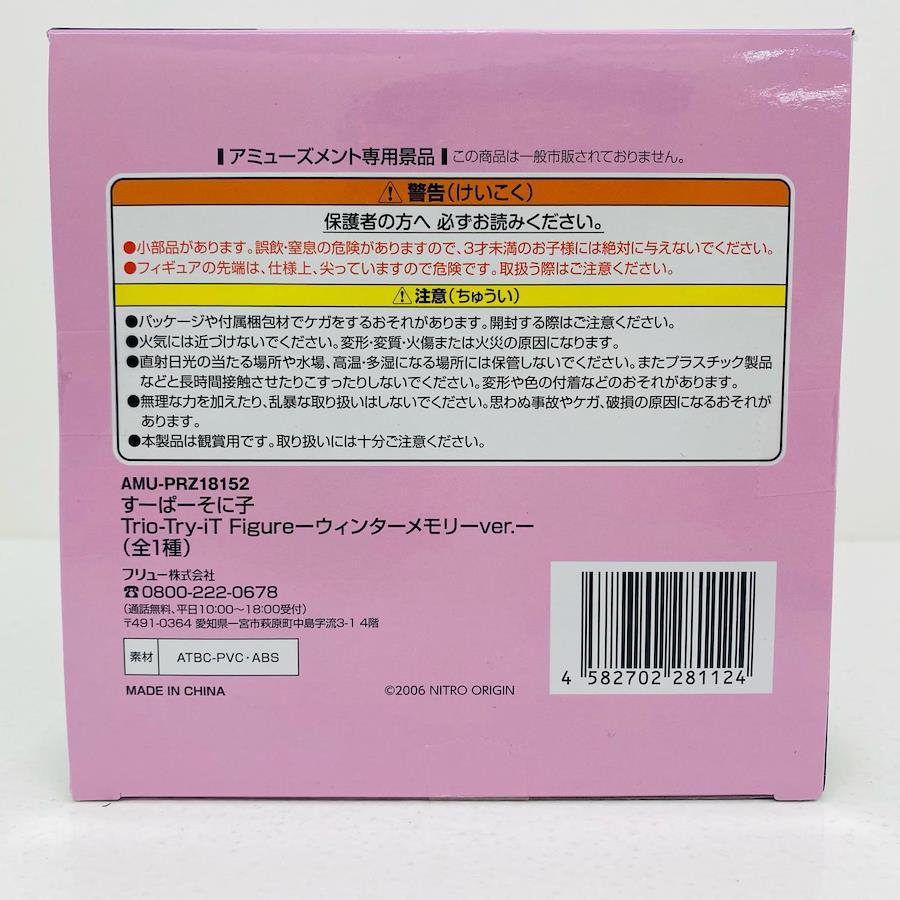 ▌アミューズメント専用景品▐ この商品は一般市販されておりません。
⚠警告(けいこく)
保護者の方へ 必ずお読みください。
●小部品があります。誤飲・窒息の危険がありますので、3才未満のお子様には絶対に与えないでください。
●フィギュアの先端は、仕様上、尖っていますので危険です。取扱う際はご注意ください。
⚠注意(ちゅうい)
●パッケージや付属梱包材でケガをするおそれがあります。開封する際はご注意ください。
●火気には近づけないでください。変形・変質・火傷または火災の原因になります。
●直射日光の当たる場所や水場、高温・多湿になる場所には保管しないでください。またプラスチック製品
などと長時間接触させたりこすったりしないでください。変形や色の付着などのおそれがあります。
●無理な力を加えたり、乱暴な取り扱いはしないでください。思わぬ事故やケガ、破損の原因になるおそれが
あります。
●本製品は観賞用です。取り扱いには十分ご注意ください。
AMU-PRZ18152
すーぱーそに子
Trio-Try-iT Figureーウィンターメモリーver.ー
(全1種)
フリュー株式会社
☎0800-222-0678
(通話無料、平日10:00〜18:00受付)
〒491-0364 愛知県一宮市萩原町中島字流3-1 4階
素材 ATBC-PVC・ABS
MADE IN CHINA
©2006 NITRO ORIGIN
4 582702 281124